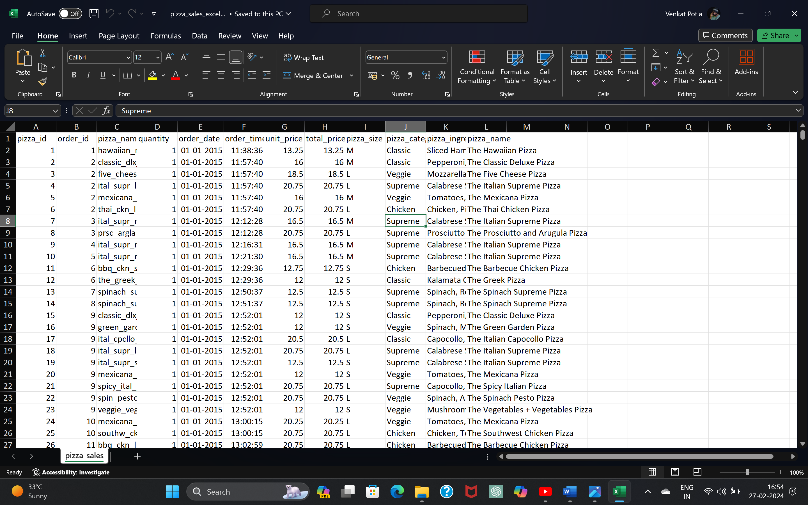 AutoSave Off pizza_sales_excel... • Saved to this PC Search Venkat Potla
File Home Insert Page Layout Formulas Data Review View Help Comments Share
Paste Calibri 12 A A Wrap Text General Conditional Formatting Format as Table Cell Styles Insert Delete Format Sort & Filter Find & Select Add-ins
B I U A Merge & Center % ,
Clipboard Font Alignment Number Styles Cells Editing Add-ins
J8 fx Supreme
A B C D E F G H I J K L M N O P Q R S
1 pizza_id order_id pizza_nam quantity order_date order_time unit_price total_price pizza_size pizza_cate pizza_ingre pizza_name
2 1 1 hawaiian_r 1 01-01-2015 11:38:36 13.25 13.25 M Classic Sliced Ham The Hawaiian Pizza
3 2 2 classic_dlx_ 1 01-01-2015 11:57:40 16 16 M Classic Pepperoni, The Classic Deluxe Pizza
4 3 2 five_chees 1 01-01-2015 11:57:40 18.5 18.5 L Veggie Mozzarella The Five Cheese Pizza
5 4 2 ital_supr_l 1 01-01-2015 11:57:40 20.75 20.75 L Supreme Calabrese The Italian Supreme Pizza
6 5 2 mexicana_ 1 01-01-2015 11:57:40 16 16 M Veggie Tomatoes, The Mexicana Pizza
7 6 2 thai_ckn_l 1 01-01-2015 11:57:40 20.75 20.75 L Chicken Chicken, Pi The Thai Chicken Pizza
8 7 3 ital_supr_r 1 01-01-2015 12:12:28 16.5 16.5 M Supreme Calabrese The Italian Supreme Pizza
9 8 3 prsc_argla_ 1 01-01-2015 12:12:28 20.75 20.75 L Supreme Prosciutto The Prosciutto and Arugula Pizza
10 9 4 ital_supr_r 1 01-01-2015 12:16:31 16.5 16.5 M Supreme Calabrese The Italian Supreme Pizza
11 10 5 ital_supr_r 1 01-01-2015 12:21:30 16.5 16.5 M Supreme Calabrese The Italian Supreme Pizza
12 11 6 bbq_ckn_s 1 01-01-2015 12:29:36 12.75 12.75 S Chicken Barbecued The Barbecue Chicken Pizza
13 12 6 the_greek_ 1 01-01-2015 12:29:36 12 12 S Classic Kalamata O The Greek Pizza
14 13 7 spinach_su 1 01-01-2015 12:50:37 12.5 12.5 S Supreme Spinach, Re The Spinach Supreme Pizza
15 14 8 spinach_su 1 01-01-2015 12:51:37 12.5 12.5 S Supreme Spinach, Re The Spinach Supreme Pizza
16 15 9 classic_dlx_ 1 01-01-2015 12:52:01 12 12 S Classic Pepperoni, The Classic Deluxe Pizza
17 16 9 green_gard 1 01-01-2015 12:52:01 12 12 S Veggie Spinach, M The Green Garden Pizza
18 17 9 ital_cpcllo_ 1 01-01-2015 12:52:01 20.5 20.5 L Classic Capocollo, The Italian Capocollo Pizza
19 18 9 ital_supr_l 1 01-01-2015 12:52:01 20.75 20.75 L Supreme Calabrese The Italian Supreme Pizza
20 19 9 ital_supr_s 1 01-01-2015 12:52:01 12.5 12.5 S Supreme Calabrese The Italian Supreme Pizza
21 20 9 mexicana_ 1 01-01-2015 12:52:01 12 12 S Veggie Tomatoes, The Mexicana Pizza
22 21 9 spicy_ital_ 1 01-01-2015 12:52:01 20.75 20.75 L Supreme Capocollo, The Spicy Italian Pizza
23 22 9 spin_pesto 1 01-01-2015 12:52:01 20.75 20.75 L Veggie Spinach, A The Spinach Pesto Pizza
24 23 9 veggie_veg 1 01-01-2015 12:52:01 12 12 S Veggie Mushroom The Vegetables + Vegetables Pizza
25 24 10 mexicana_ 1 01-01-2015 13:00:15 20.25 20.25 L Veggie Tomatoes, The Mexicana Pizza
26 25 10 southw_ck 1 01-01-2015 13:00:15 20.75 20.75 L Chicken Chicken, To The Southwest Chicken Pizza
27 26 11 bbq_ckn_l 1 01-01-2015 13:02:59 20.75 20.75 L Chicken Barbecued The Barbecue Chicken Pizza
pizza_sales
Ready Accessibility: Investigate 100%
33°C
Sunny
Search
ENG
IN
16:54
27-02-2024